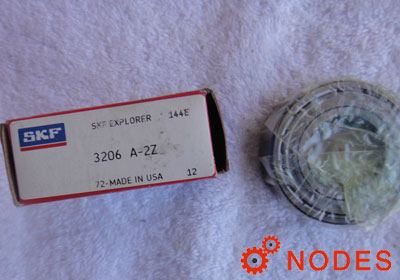 SKF EXPLORER 144E
SKF
3206 A-2Z
72-MADE IN USA 12
NODES